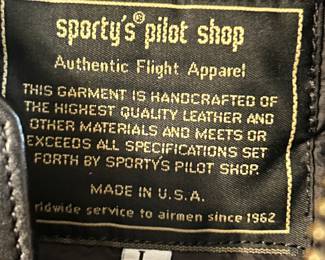 sporty's® pilot shop
Authentic Flight Apparel
THIS GARMENT IS HANDCRAFTED OF
THE HIGHEST QUALITY LEATHER AND
OTHER MATERIALS AND MEETS OR
EXCEEDS ALL SPECIFICATIONS SET
FORTH BY SPORTY'S PILOT SHOP.
MADE IN U.S.A.
rldwide service to airmen since 1962
L